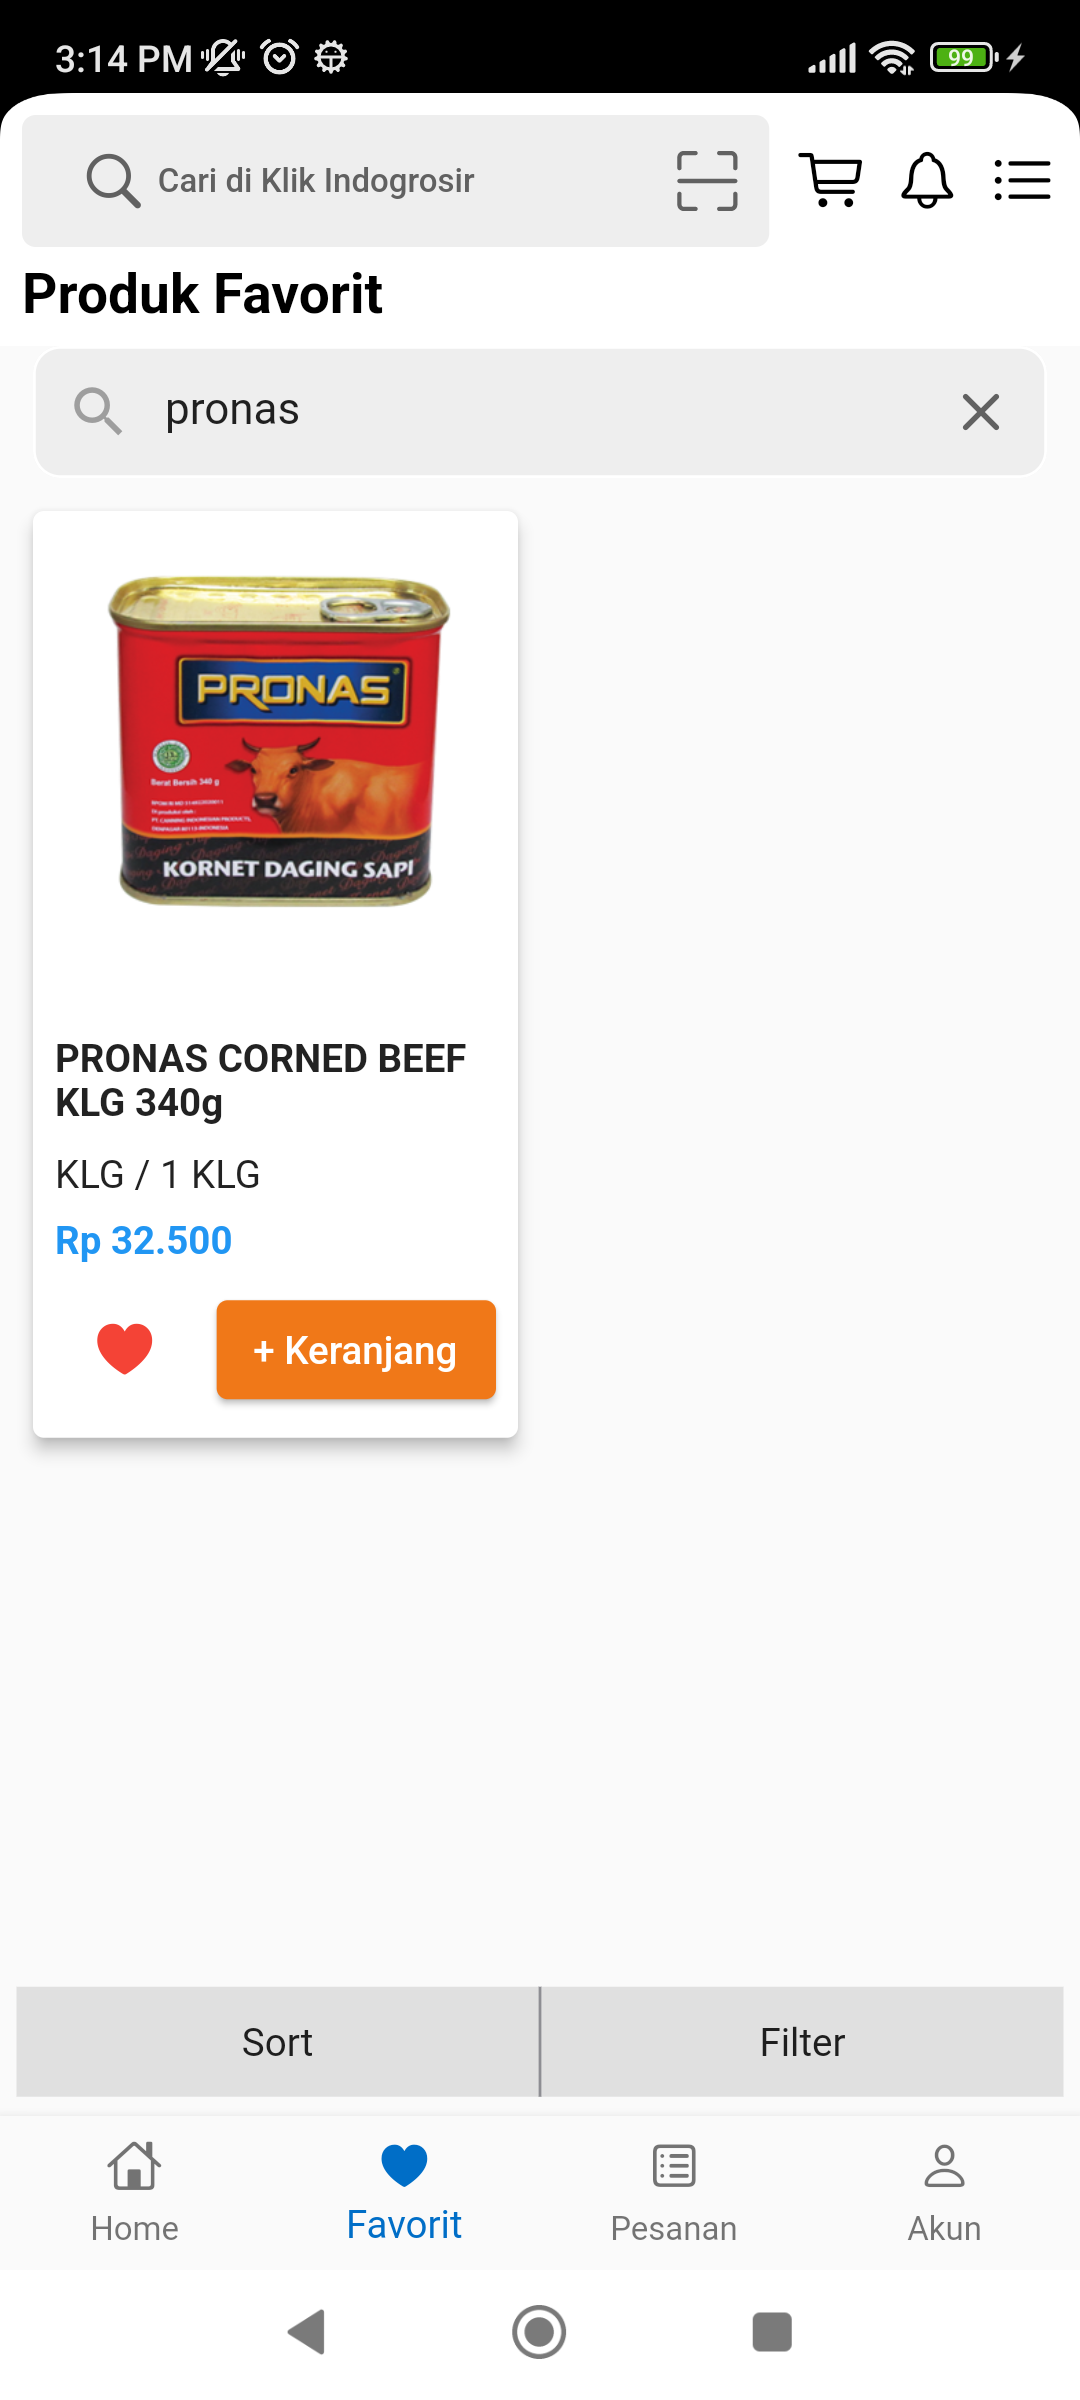 3:14 PM
99
Cari di Klik Indogrosir
Produk Favorit
pronas
PRONAS
Berat Bersih 340 g
KORNET DAGING SAPI
PRONAS CORNED BEEF
KLG 340g
KLG / 1 KLG
Rp 32.500
+ Keranjang
Sort
Filter
Home
Favorit
Pesanan
Akun